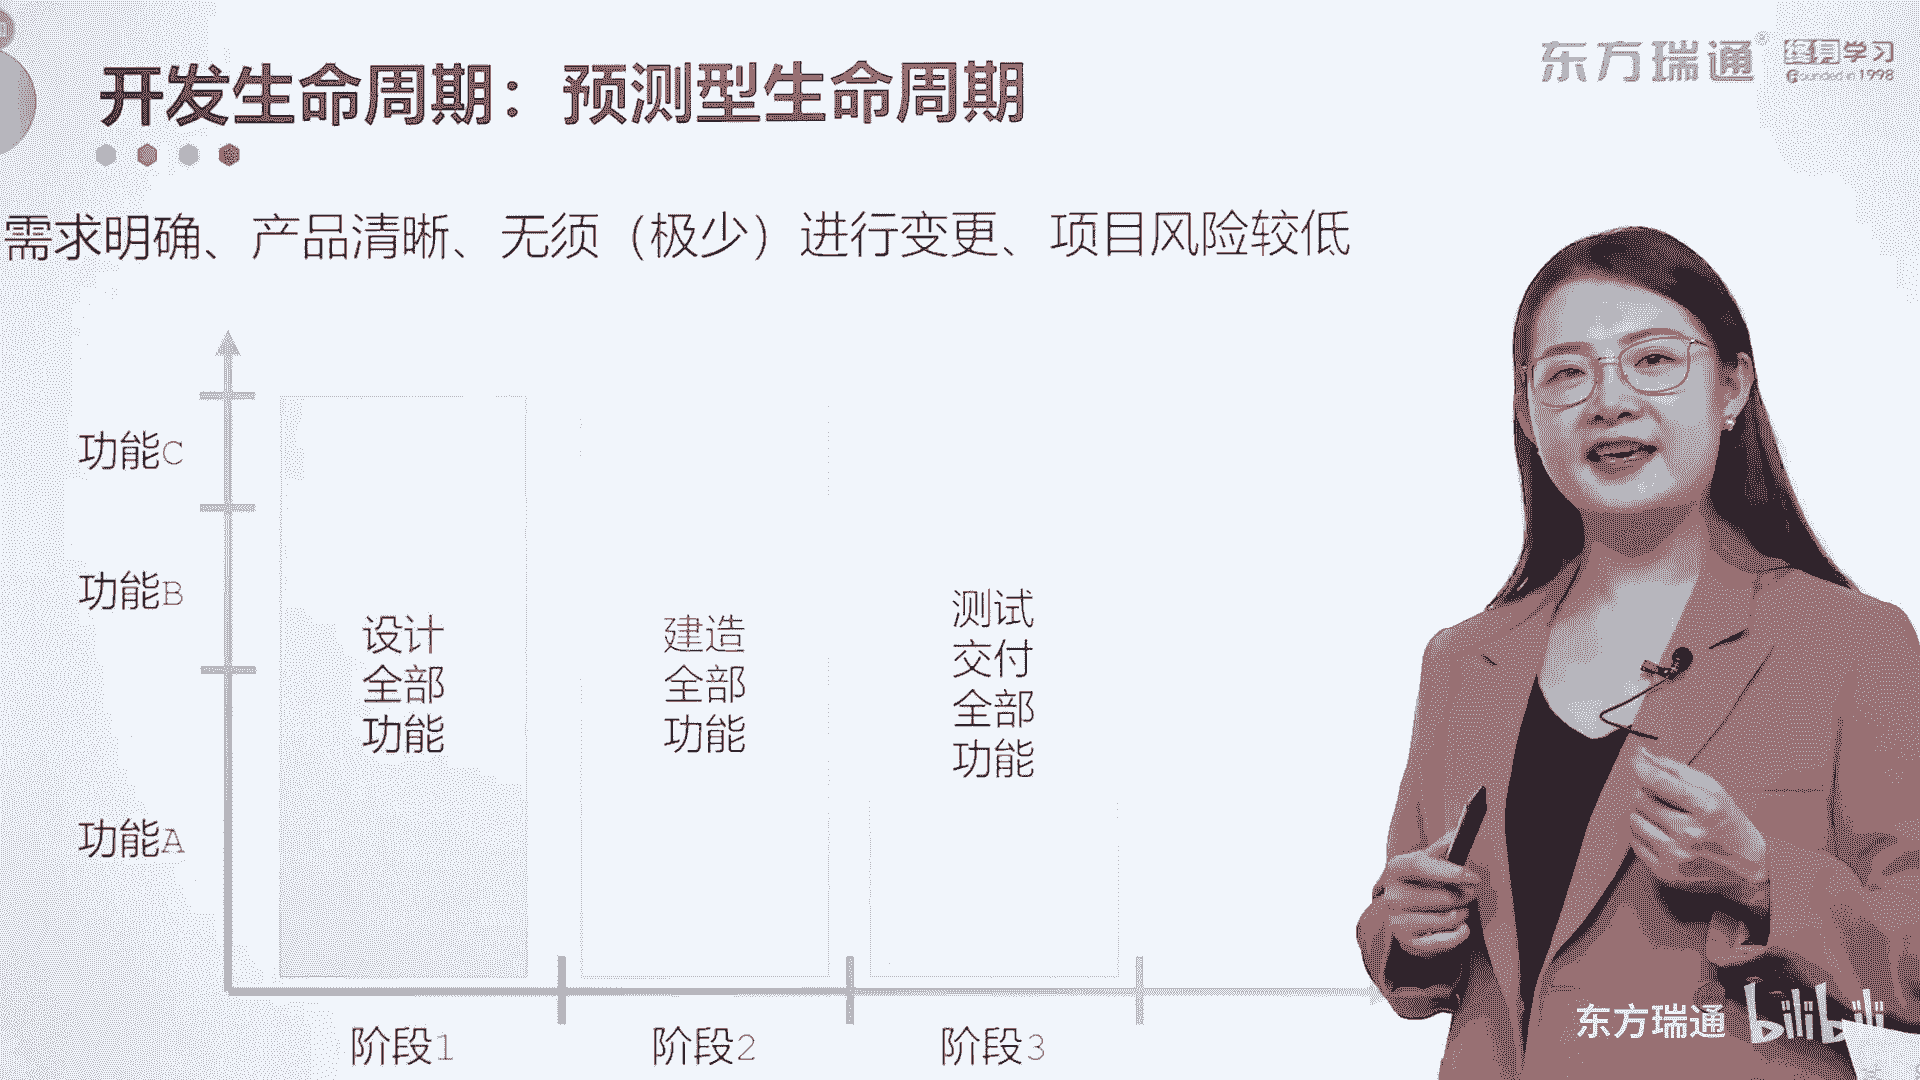 开发生命周期：预测型生命周期
东方瑞通®
终身学习
Founded in 1998
需求明确、产品清晰、无须（极少）进行变更、项目风险较低
功能C
功能B
功能A
设计
全部
功能
建造
全部
功能
测试
交付
全部
功能
阶段1
阶段2
阶段3
东方瑞通
bilibili